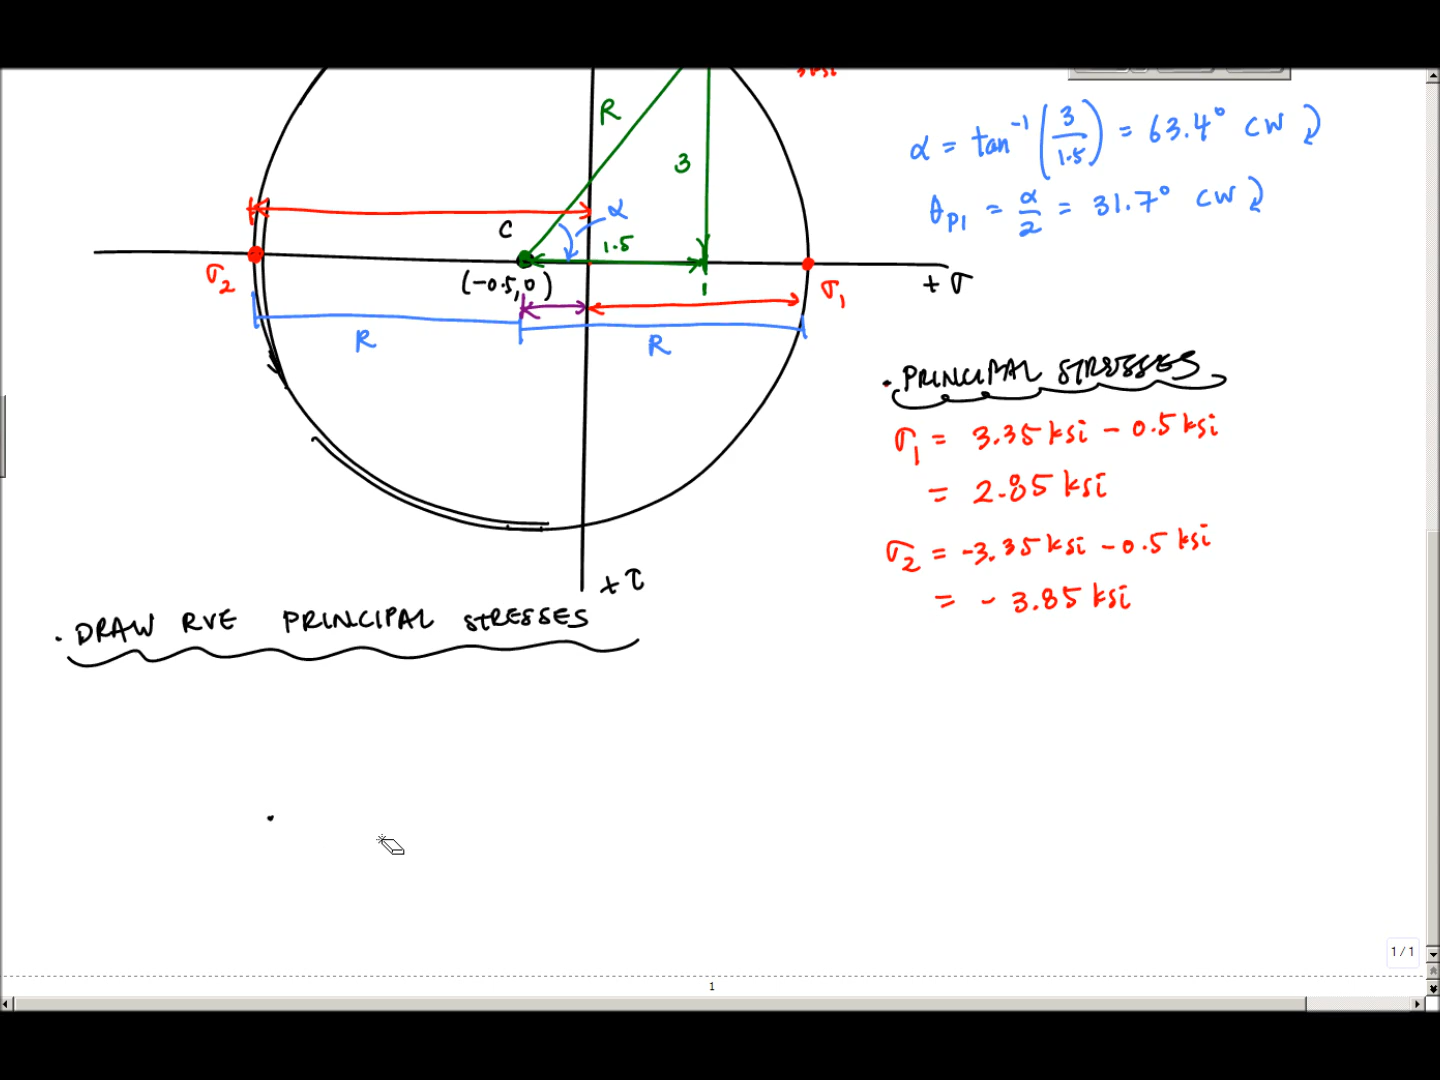 R
3
α = tan⁻¹ (3/1.5) = 63.4° CW
θP1 = α/2 = 31.7° CW
α
C
1.5
σ2
(-0.5,0)
1
σ1
+ σ
R
R
• PRINCIPAL STRESSES
σ1 = 3.35 ksi - 0.5 ksi
= 2.85 ksi
σ2 = -3.35 ksi - 0.5 ksi
= - 3.85 ksi
+ τ
• DRAW RVE PRINCIPAL STRESSES
1 / 1
1